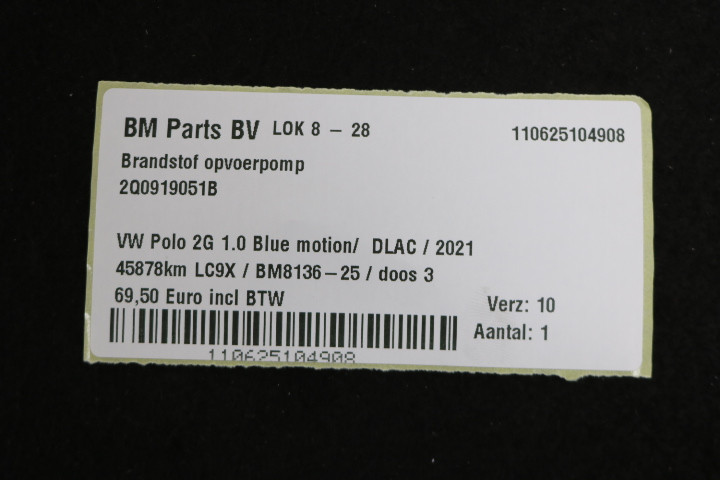 BM Parts BV LOK 8 – 28 110625104908
Brandstof opvoerpomp
2Q0919051B
VW Polo 2G 1.0 Blue motion/ DLAC / 2021
45878km LC9X / BM8136–25 / doos 3
69,50 Euro incl BTW
Verz: 10
Aantal: 1
110625104908